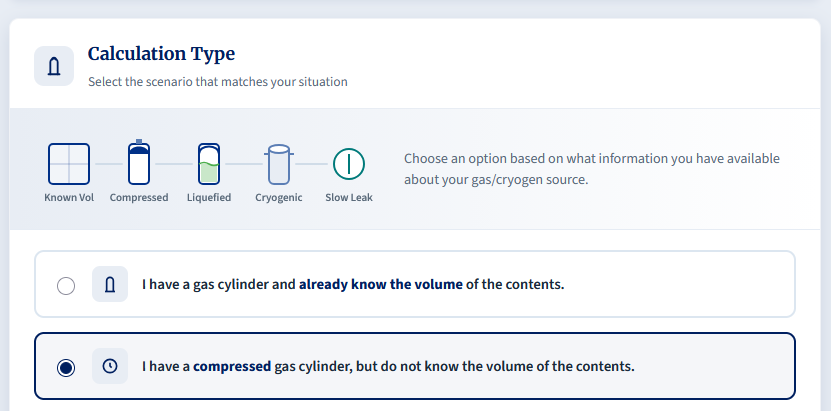 Calculation Type
Select the scenario that matches your situation
Known Vol
Compressed
Liquefied
Cryogenic
Slow Leak
Choose an option based on what information you have available
about your gas/cryogen source.
I have a gas cylinder and already know the volume of the contents.
I have a compressed gas cylinder, but do not know the volume of the contents.